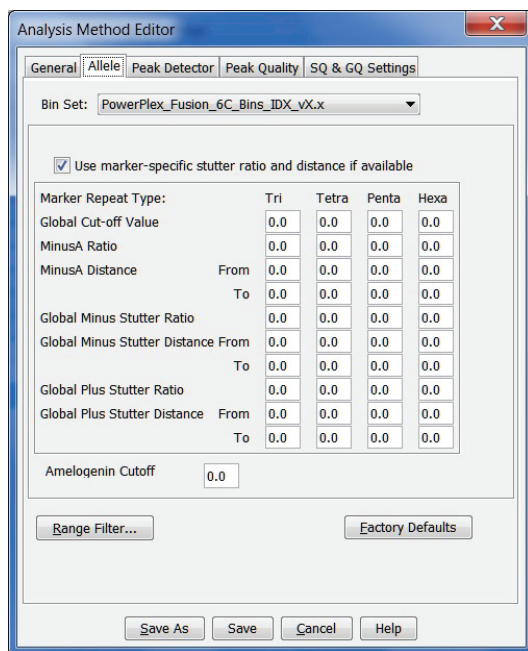 Analysis Method Editor
General Allele Peak Detector Peak Quality SQ & GQ Settings
Bin Set: PowerPlex_Fusion_6C_Bins_IDX_vX.x
Use marker-specific stutter ratio and distance if available
Marker Repeat Type: Tri Tetra Penta Hexa
Global Cut-off Value 0.0 0.0 0.0 0.0
MinusA Ratio 0.0 0.0 0.0 0.0
MinusA Distance From 0.0 0.0 0.0 0.0
To 0.0 0.0 0.0 0.0
Global Minus Stutter Ratio 0.0 0.0 0.0 0.0
Global Minus Stutter Distance From 0.0 0.0 0.0 0.0
To 0.0 0.0 0.0 0.0
Global Plus Stutter Ratio 0.0 0.0 0.0 0.0
Global Plus Stutter Distance From 0.0 0.0 0.0 0.0
To 0.0 0.0 0.0 0.0
Amelogenin Cutoff 0.0
Range Filter... Factory Defaults
Save As Save Cancel Help